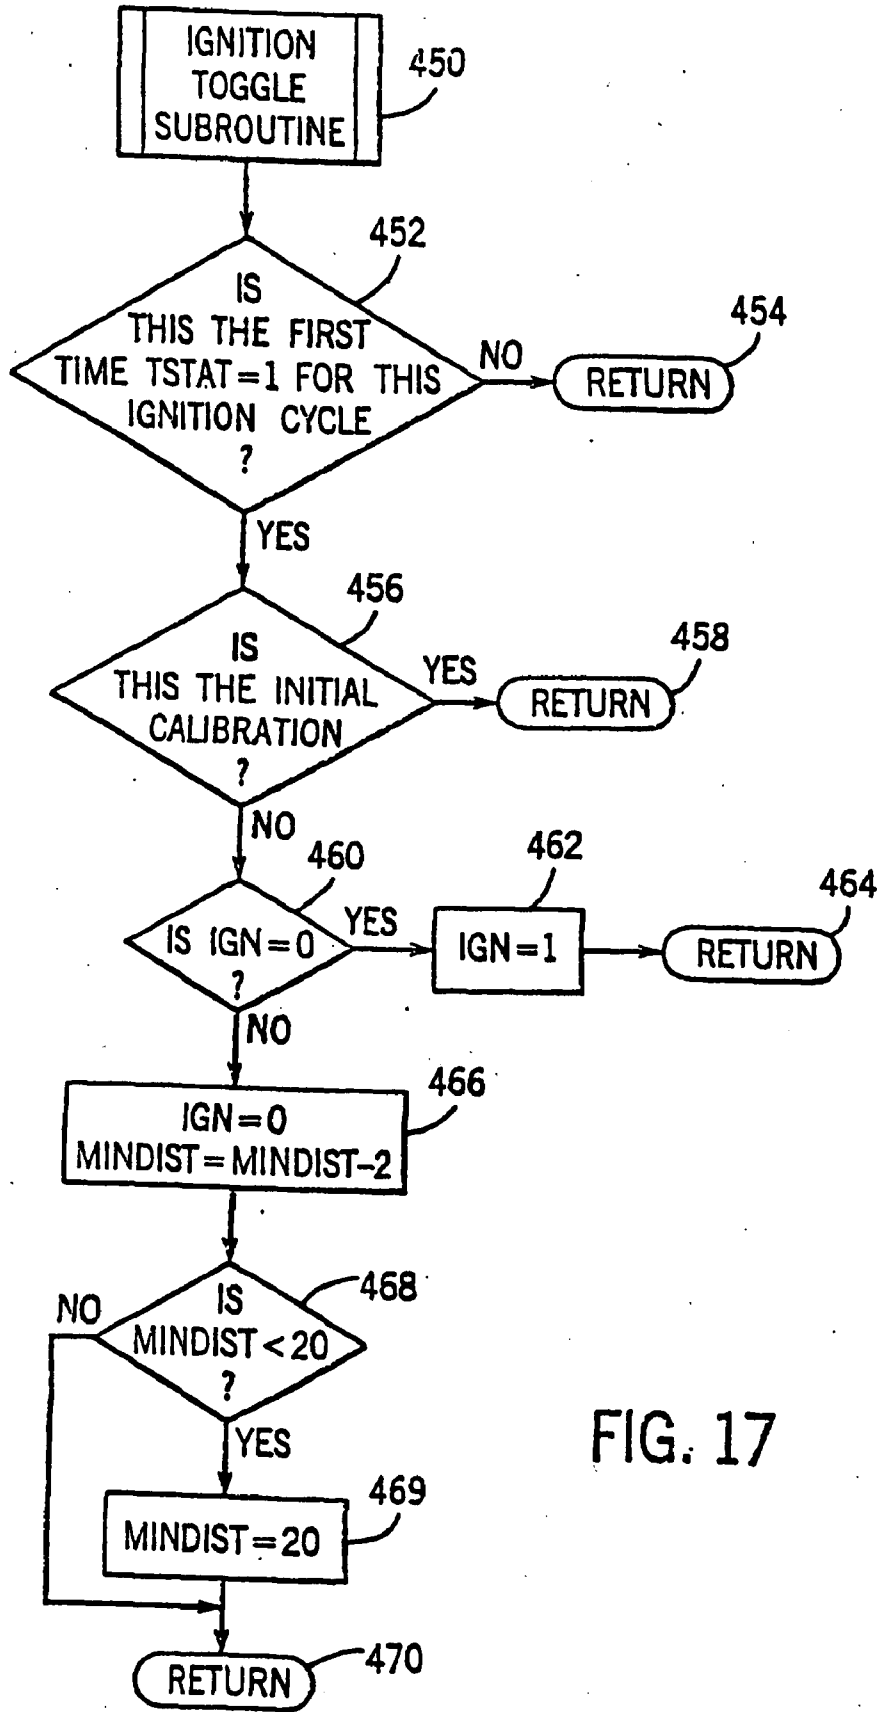 IGNITION
TOGGLE
SUBROUTINE
450
452
IS
THIS THE FIRST
TIME TSTAT=1 FOR THIS
IGNITION CYCLE
?
NO
454
RETURN
YES
456
IS
THIS THE INITIAL
CALIBRATION
?
YES
458
RETURN
NO
460
IS IGN=0
?
YES
462
IGN=1
464
RETURN
NO
466
IGN=0
MINDIST=MINDIST-2
468
IS
MINDIST<20
?
NO
YES
469
MINDIST=20
470
RETURN
FIG. 17